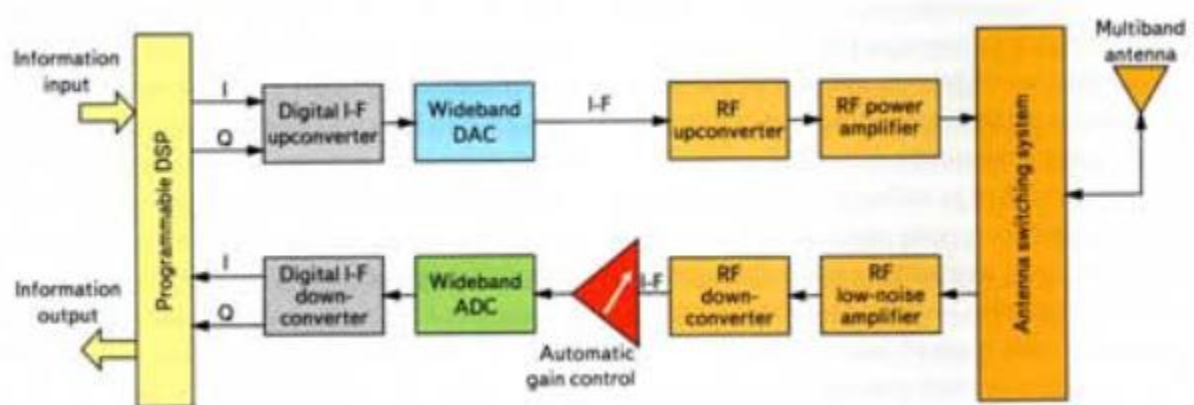 Information
input
Programmable DSP
I
Q
Digital I-F
upconverter
Wideband
DAC
I-F
RF
upconverter
RF power
amplifier
Antenna switching system
Multiband
antenna
Information
output
I
Q
Digital I-F
down-
converter
Wideband
ADC
Automatic
gain control
I-F
RF
down-
converter
RF
low-noise
amplifier